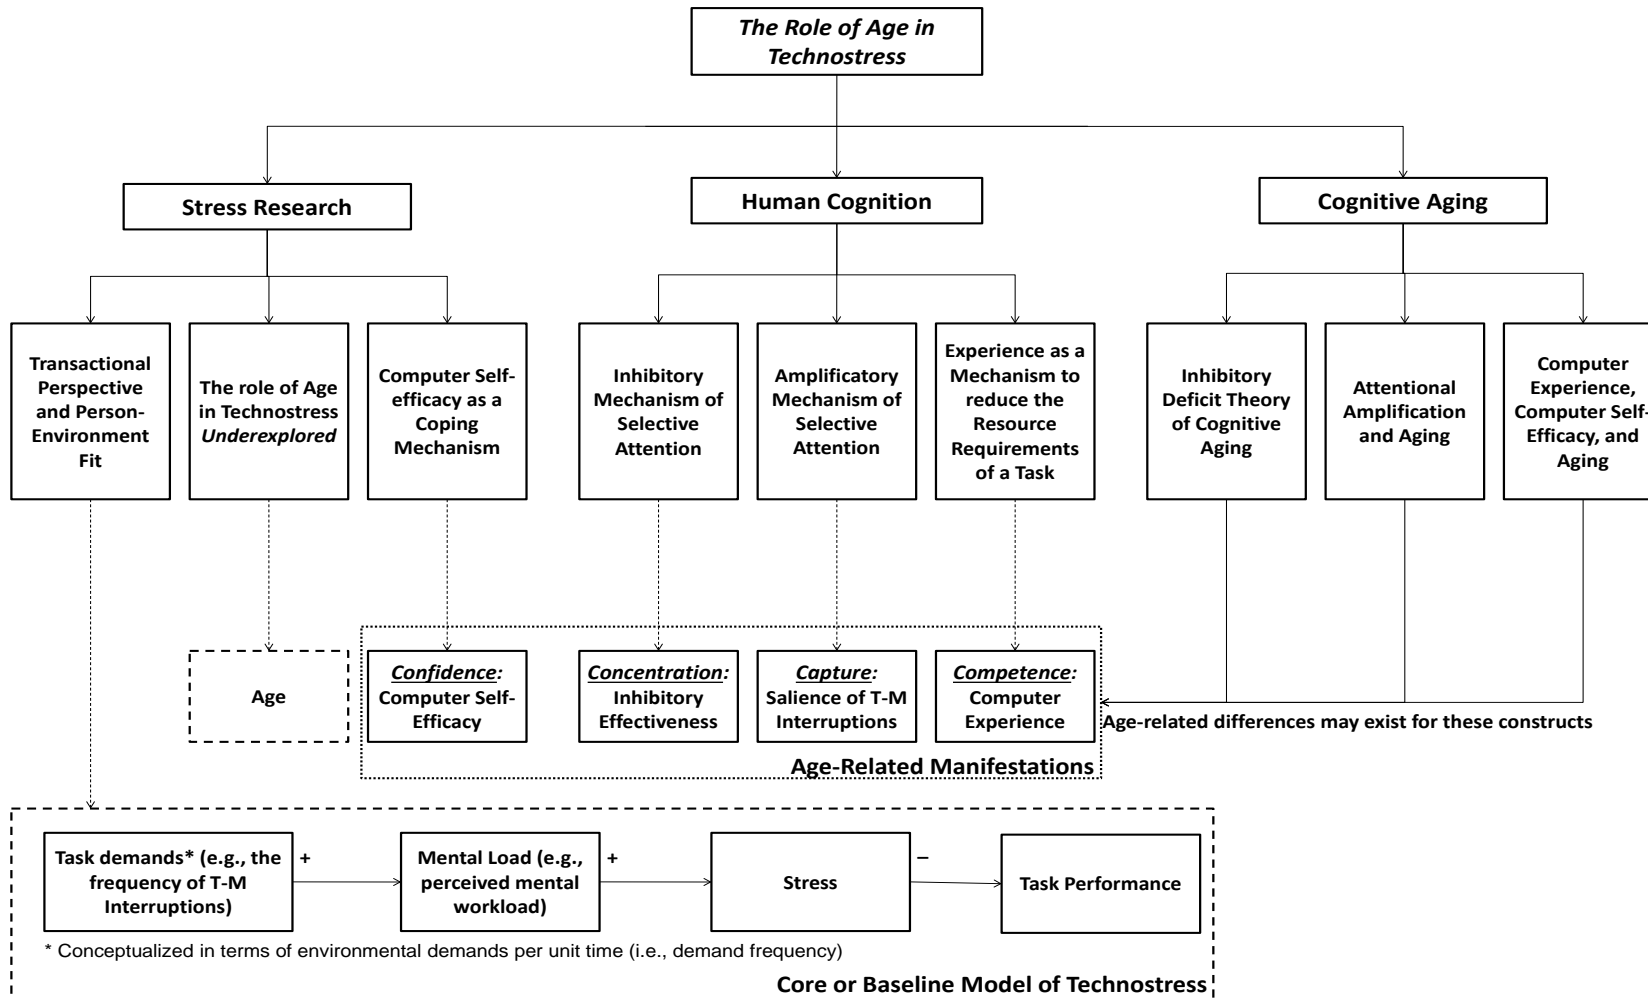 The Role of Age in
Technostress
Stress Research
Human Cognition
Cognitive Aging
Transactional
Perspective
and Person-
Environment
Fit
The role of Age
in Technostress
Underexplored
Computer Self-
efficacy as a
Coping
Mechanism
Inhibitory
Mechanism of
Selective
Attention
Amplificatory
Mechanism of
Selective
Attention
Experience as a
Mechanism to
reduce the
Resource
Requirements
of a Task
Inhibitory
Deficit Theory
of Cognitive
Aging
Attentional
Amplification
and Aging
Computer
Experience,
Computer Self-
Efficacy, and
Aging
Age
Confidence:
Computer Self-
Efficacy
Concentration:
Inhibitory
Effectiveness
Capture:
Salience of T-M
Interruptions
Competence:
Computer
Experience
Age-related differences may exist for these constructs
Age-Related Manifestations
Task demands* (e.g., the
frequency of T-M
Interruptions)
+
Mental Load (e.g.,
perceived mental
workload)
+
Stress
–
Task Performance
* Conceptualized in terms of environmental demands per unit time (i.e., demand frequency)
Core or Baseline Model of Technostress